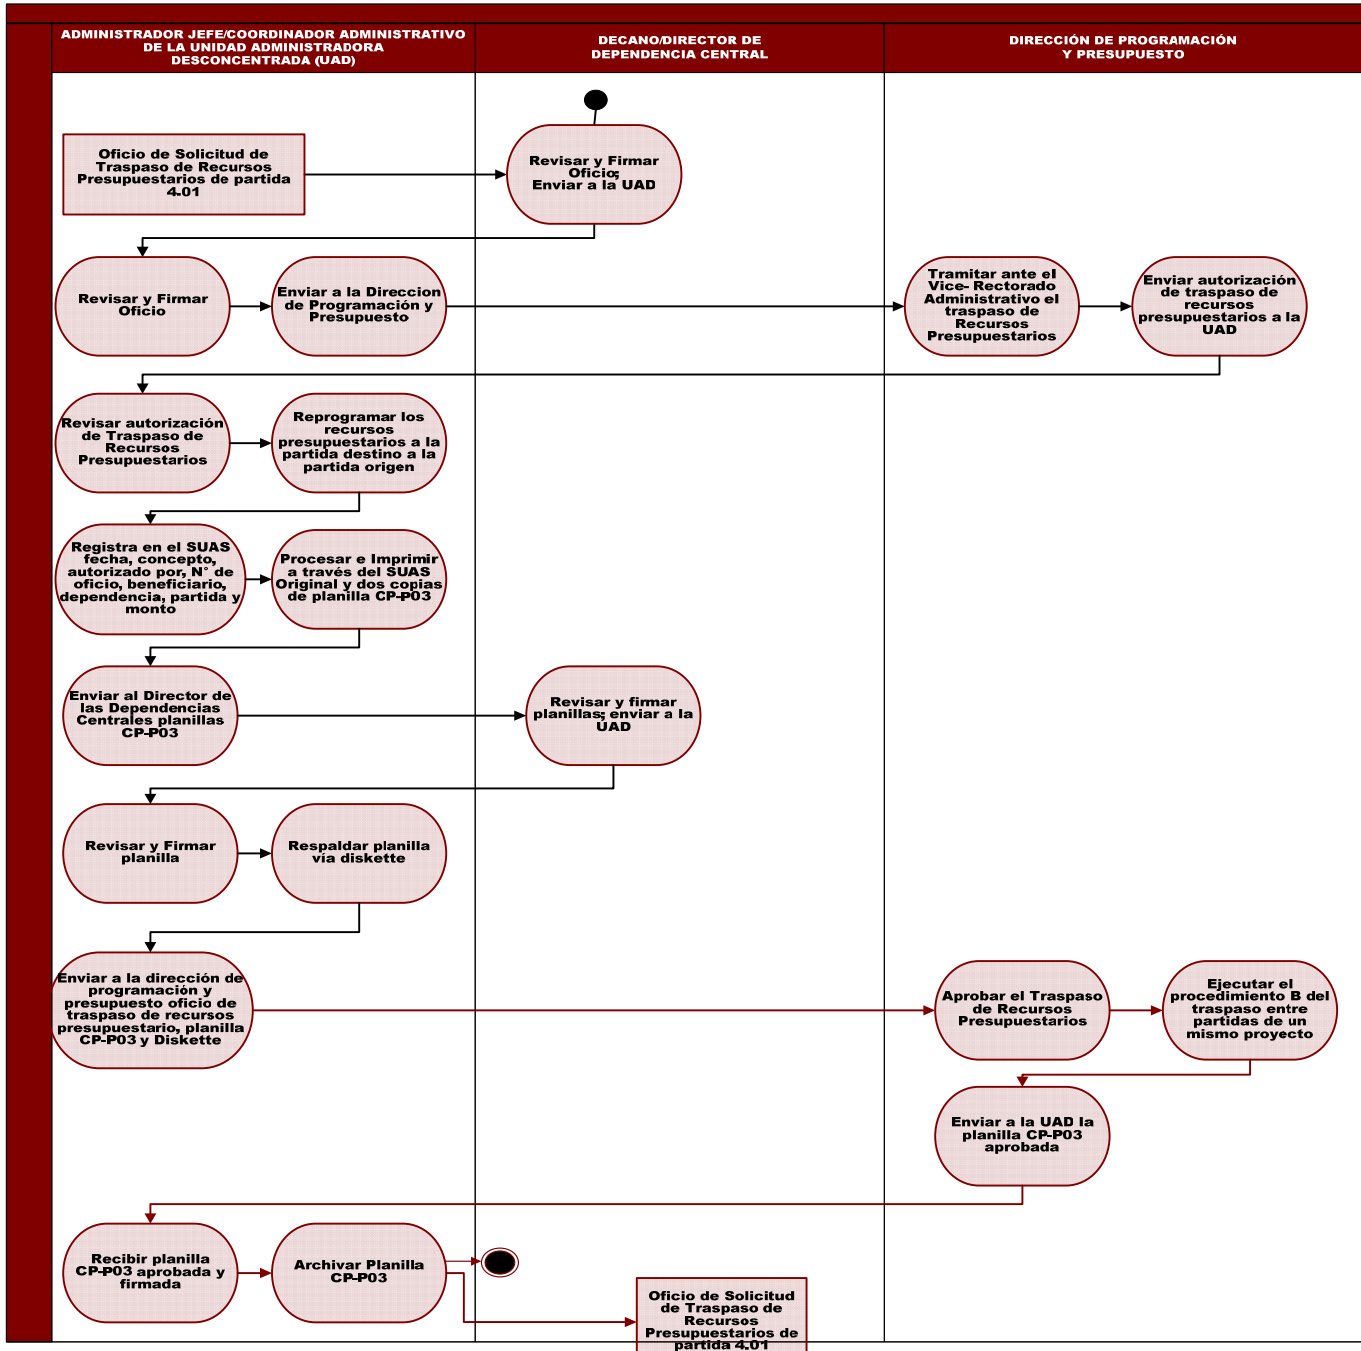 ADMINISTRADOR JEFE/COORDINADOR ADMINISTRATIVO
DE LA UNIDAD ADMINISTRADORA
DESCONCENTRADA (UAD)
DECANO/DIRECTOR DE
DEPENDENCIA CENTRAL
DIRECCIÓN DE PROGRAMACIÓN
Y PRESUPUESTO
Oficio de Solicitud de
Traspaso de Recursos
Presupuestarios de partida
4.01
Revisar y Firmar
Oficio;
Enviar a la UAD
Revisar y Firmar
Oficio
Enviar a la Direccion
de Programación y
Presupuesto
Tramitar ante el
Vice- Rectorado
Administrativo el
traspaso de
Recursos
Presupuestarios
Enviar autorización
de traspaso de
recursos
presupuestarios a la
UAD
Revisar autorización
de Traspaso de
Recursos
Presupuestarios
Reprogramar los
recursos
presupuestarios a la
partida destino a la
partida origen
Registra en el SUAS
fecha, concepto,
autorizado por, N° de
oficio, beneficiario,
dependencia, partida y
monto
Procesar e Imprimir
a través del SUAS
Original y dos copias
de planilla CP-P03
Enviar al Director de
las Dependencias
Centrales planillas
CP-P03
Revisar y firmar
planillas; enviar a la
UAD
Revisar y Firmar
planilla
Respaldar planilla
vía diskette
Enviar a la dirección de
programación y
presupuesto oficio de
traspaso de recursos
presupuestario, planilla
CP-P03 y Diskette
Aprobar el Traspaso
de Recursos
Presupuestarios
Ejecutar el
procedimiento B del
traspaso entre
partidas de un
mismo proyecto
Enviar a la UAD la
planilla CP-P03
aprobada
Recibir planilla
CP-P03 aprobada y
firmada
Archivar Planilla
CP-P03
Oficio de Solicitud
de Traspaso de
Recursos
Presupuestarios de
partida 4.01